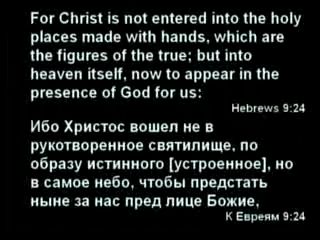 For Christ is not entered into the holy
places made with hands, which are
the figures of the true; but into
heaven itself, now to appear in the
presence of God for us:
Hebrews 9:24
Ибо Христос вошел не в
рукотворенное святилище, по
образу истинного [устроенное], но
в самое небо, чтобы предстать
ныне за нас пред лице Божие,
К Евреям 9:24